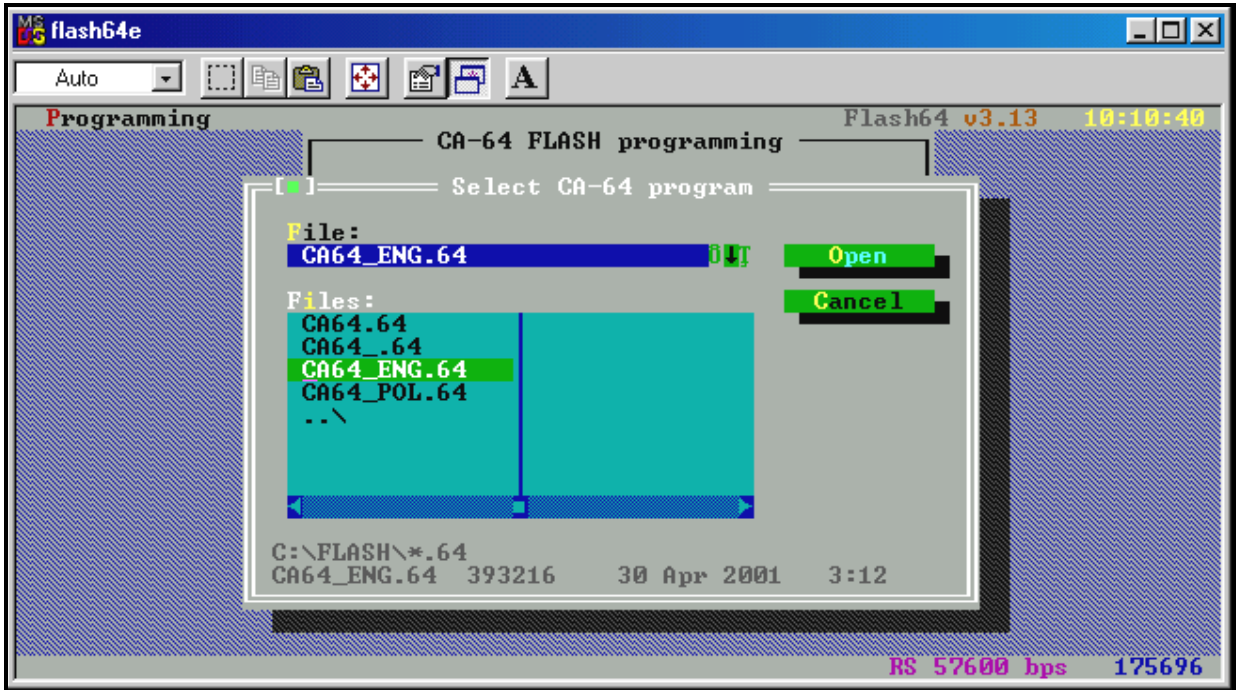 flash64e
Auto
A
Programming Flash64 v3.13 10:10:40
CA-64 FLASH programming
[■] Select CA-64 program
File:
CA64_ENG.64 Open
Files: Cancel
CA64.64
CA64_.64
CA64_ENG.64
CA64_POL.64
..\
C:\FLASH\*.64
CA64_ENG.64 393216 30 Apr 2001 3:12
RS 57600 bps 175696